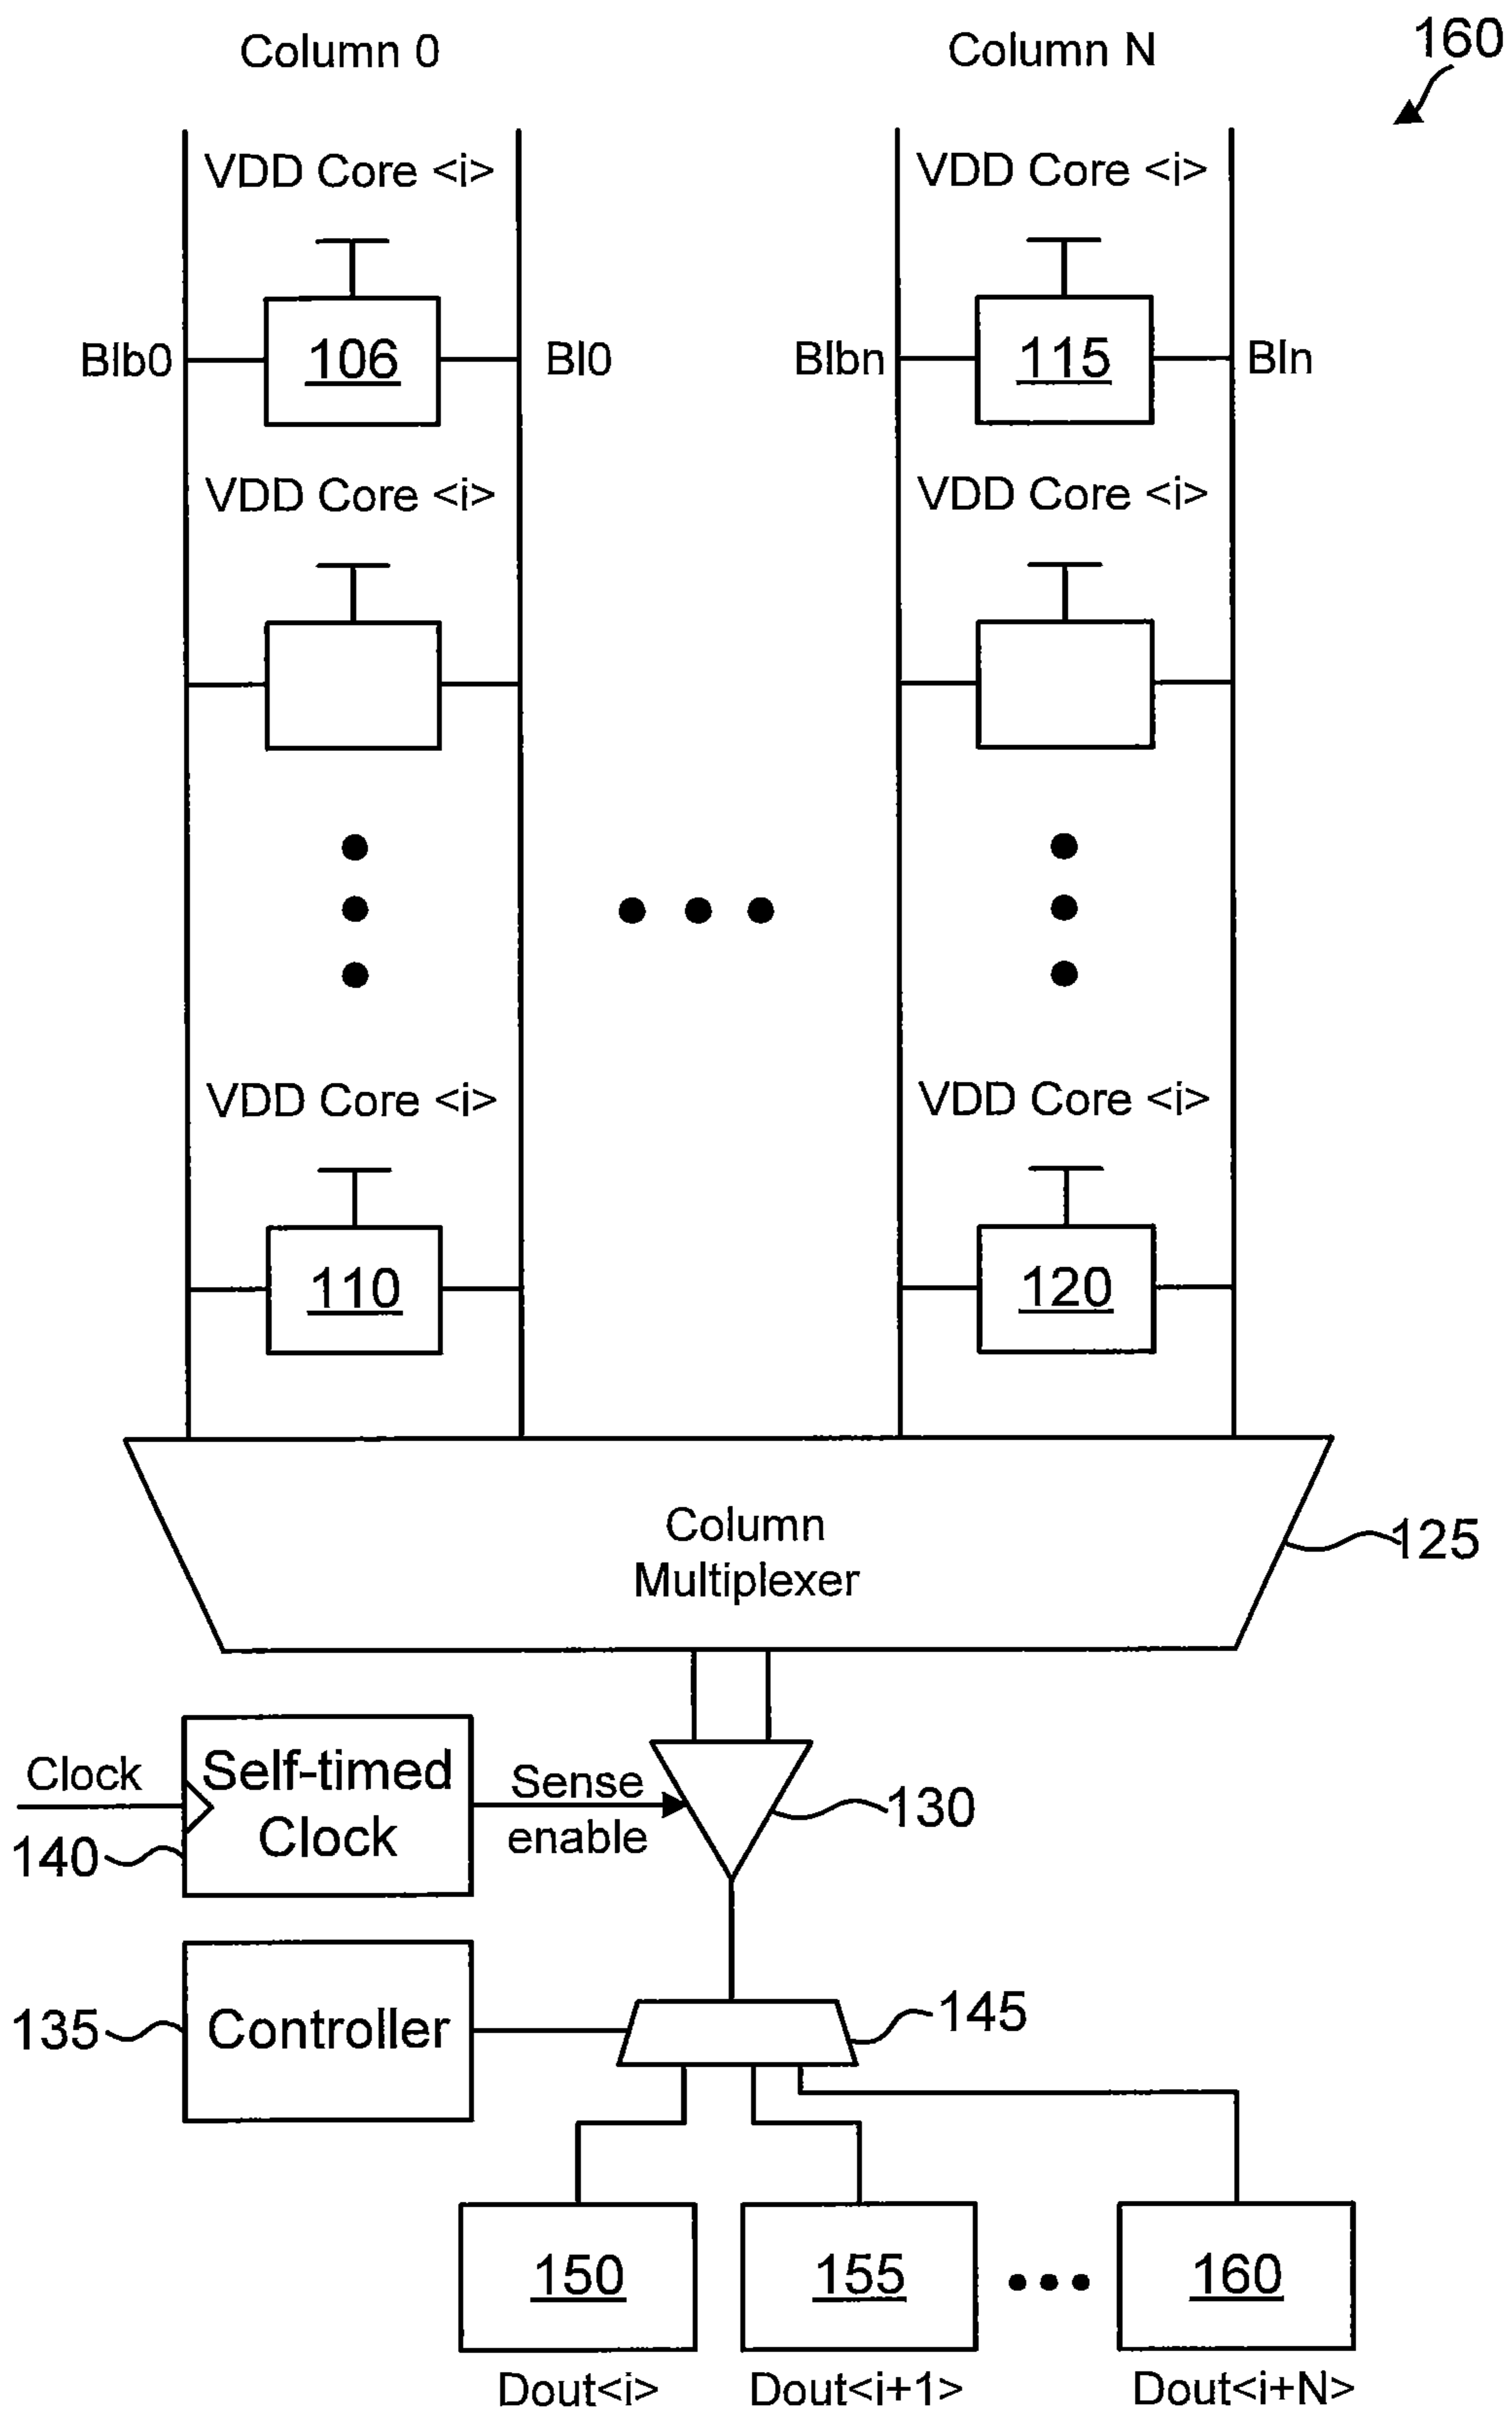 Column 0
Column N
160
VDD Core <i>
VDD Core <i>
Blb0
106
Bl0
Blbn
115
Bln
VDD Core <i>
VDD Core <i>
VDD Core <i>
VDD Core <i>
110
120
Column
Multiplexer
125
Clock
Self-timed
Clock
140
Sense
enable
130
135
Controller
145
150
155
160
Dout<i>
Dout<i+1>
Dout<i+N>